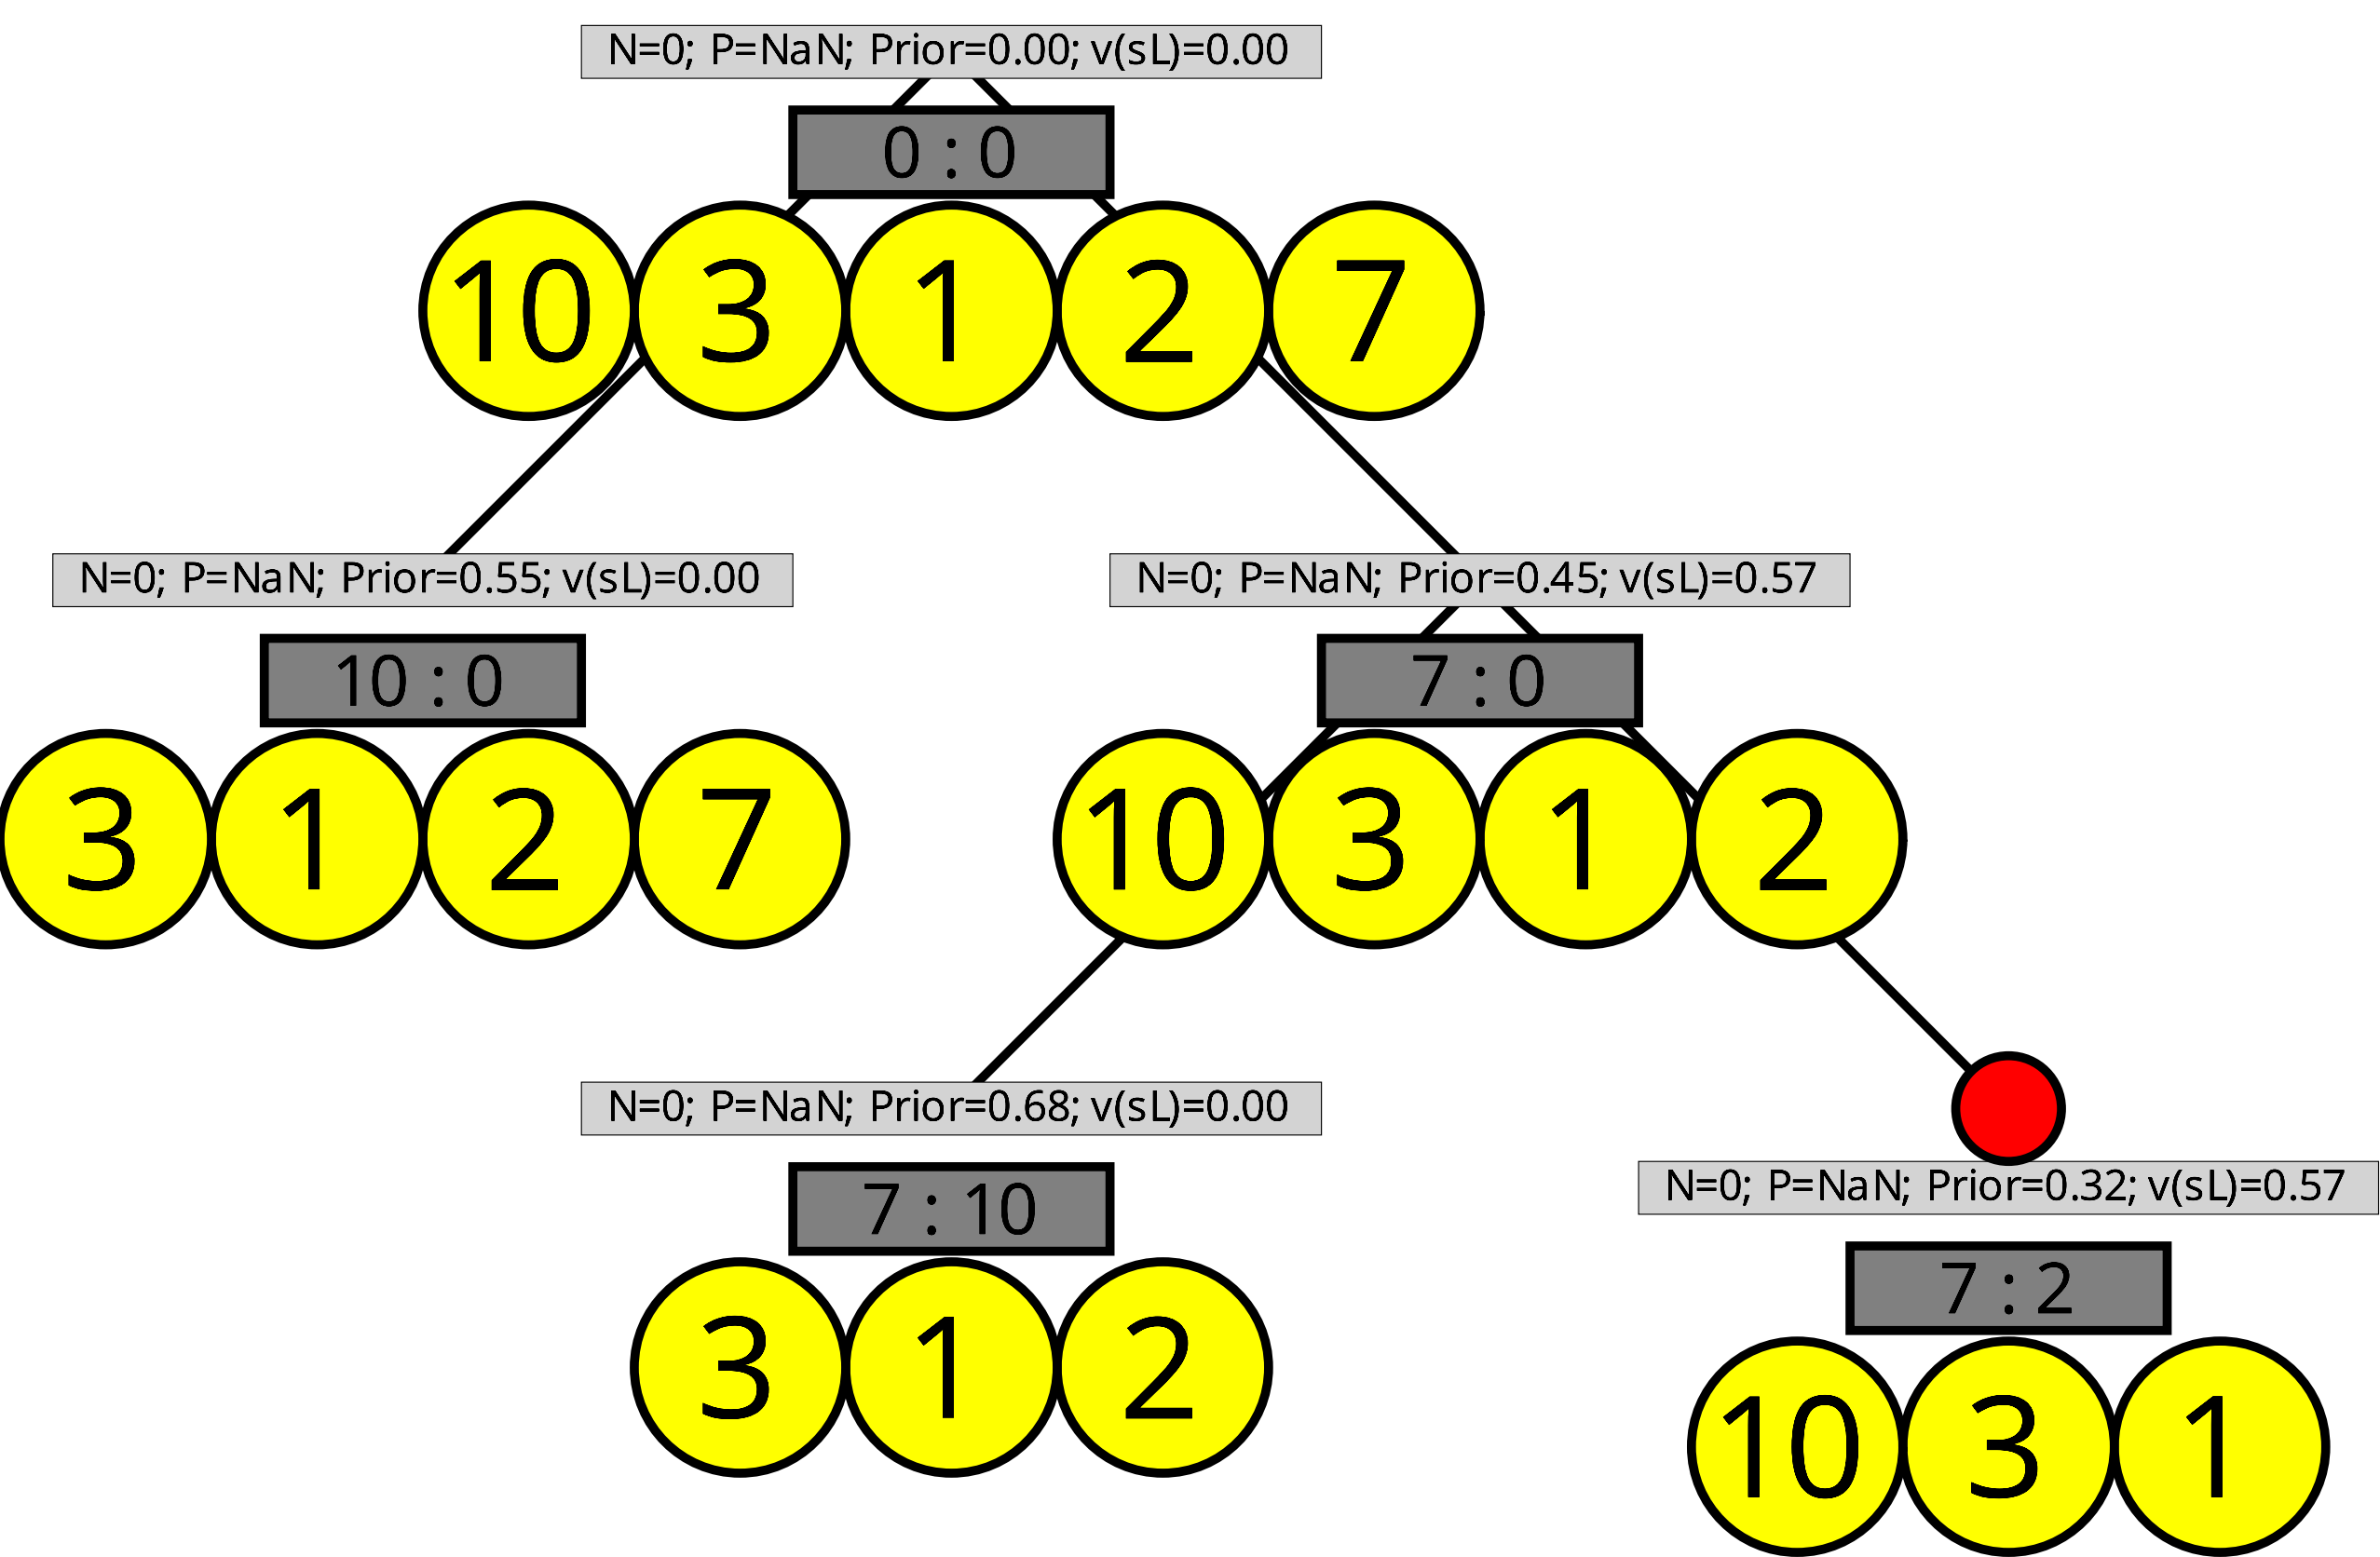 N=0; P=NaN; Prior=0.00; v(sL)=0.00
0 : 0
10 3 1 2 7
N=0; P=NaN; Prior=0.55; v(sL)=0.00
10 : 0
3 1 2 7
N=0; P=NaN; Prior=0.45; v(sL)=0.57
7 : 0
10 3 1 2
N=0; P=NaN; Prior=0.68; v(sL)=0.00
7 : 10
3 1 2
N=0; P=NaN; Prior=0.32; v(sL)=0.57
7 : 2
10 3 1